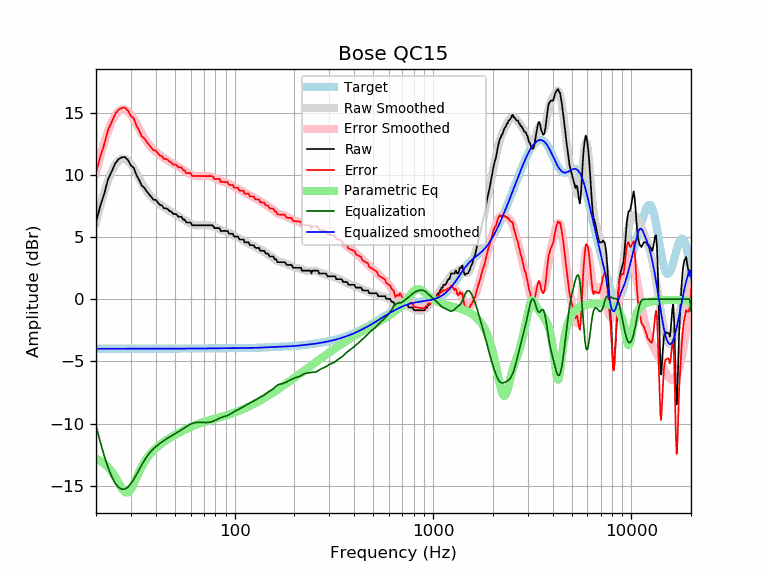 Bose QC15
Target
Raw Smoothed
Error Smoothed
Raw
Error
Parametric Eq
Equalization
Equalized smoothed
15
10
5
0
−5
−10
−15
Amplitude (dBr)
100
1000
10000
Frequency (Hz)